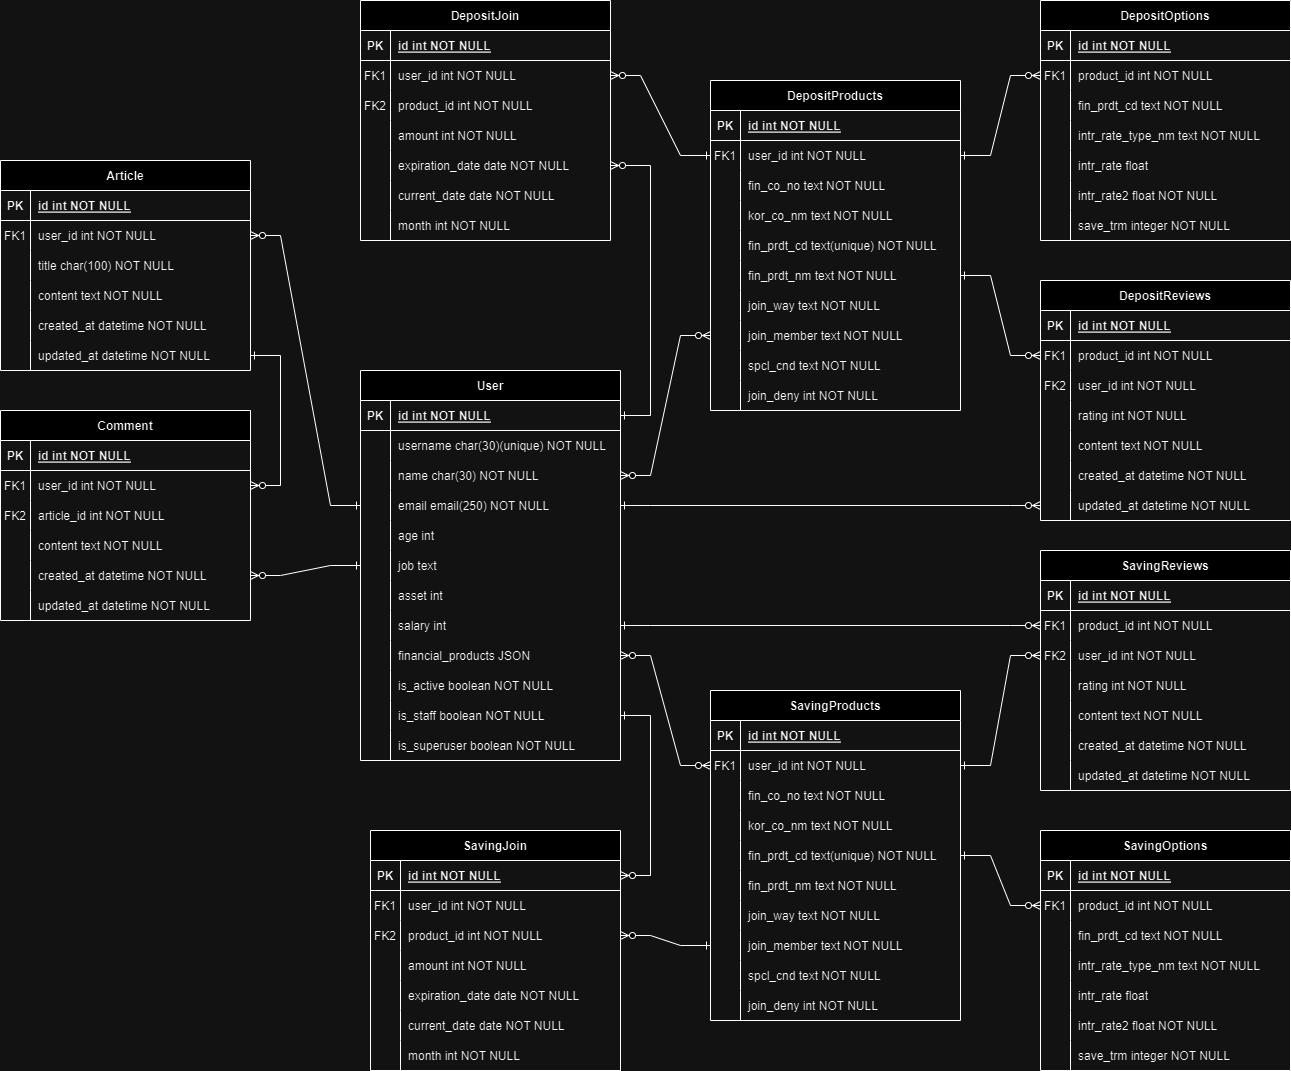 DepositJoin
PK id int NOT NULL
FK1 user_id int NOT NULL
FK2 product_id int NOT NULL
amount int NOT NULL
expiration_date date NOT NULL
current_date date NOT NULL
month int NOT NULL
DepositOptions
PK id int NOT NULL
FK1 product_id int NOT NULL
fin_prdt_cd text NOT NULL
intr_rate_type_nm text NOT NULL
intr_rate float
intr_rate2 float NOT NULL
save_trm integer NOT NULL
DepositProducts
PK id int NOT NULL
FK1 user_id int NOT NULL
fin_co_no text NOT NULL
kor_co_nm text NOT NULL
fin_prdt_cd text(unique) NOT NULL
fin_prdt_nm text NOT NULL
join_way text NOT NULL
join_member text NOT NULL
spcl_cnd text NOT NULL
join_deny int NOT NULL
Article
PK id int NOT NULL
FK1 user_id int NOT NULL
title char(100) NOT NULL
content text NOT NULL
created_at datetime NOT NULL
updated_at datetime NOT NULL
DepositReviews
PK id int NOT NULL
FK1 product_id int NOT NULL
FK2 user_id int NOT NULL
rating int NOT NULL
content text NOT NULL
created_at datetime NOT NULL
updated_at datetime NOT NULL
User
PK id int NOT NULL
username char(30)(unique) NOT NULL
name char(30) NOT NULL
email email(250) NOT NULL
age int
job text
asset int
salary int
financial_products JSON
is_active boolean NOT NULL
is_staff boolean NOT NULL
is_superuser boolean NOT NULL
Comment
PK id int NOT NULL
FK1 user_id int NOT NULL
FK2 article_id int NOT NULL
content text NOT NULL
created_at datetime NOT NULL
updated_at datetime NOT NULL
SavingReviews
PK id int NOT NULL
FK1 product_id int NOT NULL
FK2 user_id int NOT NULL
rating int NOT NULL
content text NOT NULL
created_at datetime NOT NULL
updated_at datetime NOT NULL
SavingProducts
PK id int NOT NULL
FK1 user_id int NOT NULL
fin_co_no text NOT NULL
kor_co_nm text NOT NULL
fin_prdt_cd text(unique) NOT NULL
fin_prdt_nm text NOT NULL
join_way text NOT NULL
join_member text NOT NULL
spcl_cnd text NOT NULL
join_deny int NOT NULL
SavingJoin
PK id int NOT NULL
FK1 user_id int NOT NULL
FK2 product_id int NOT NULL
amount int NOT NULL
expiration_date date NOT NULL
current_date date NOT NULL
month int NOT NULL
SavingOptions
PK id int NOT NULL
FK1 product_id int NOT NULL
fin_prdt_cd text NOT NULL
intr_rate_type_nm text NOT NULL
intr_rate float
intr_rate2 float NOT NULL
save_trm integer NOT NULL